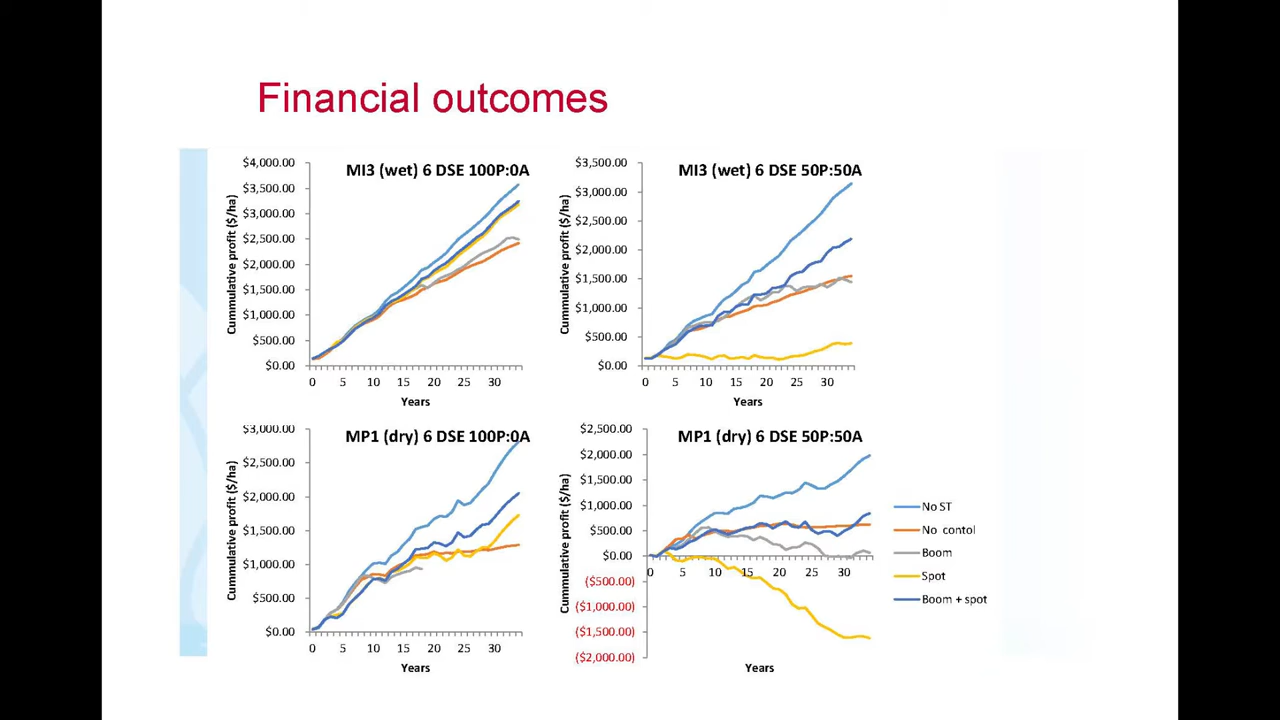 Financial outcomes
MI3 (wet) 6 DSE 100P:0A
Cummulative profit ($/ha)
$4,000.00
$3,500.00
$3,000.00
$2,500.00
$2,000.00
$1,500.00
$1,000.00
$500.00
$0.00
0 5 10 15 20 25 30
Years
MI3 (wet) 6 DSE 50P:50A
Cummulative profit ($/ha)
$3,500.00
$3,000.00
$2,500.00
$2,000.00
$1,500.00
$1,000.00
$500.00
$0.00
0 5 10 15 20 25 30
Years
MP1 (dry) 6 DSE 100P:0A
Cummulative profit ($/ha)
$3,000.00
$2,500.00
$2,000.00
$1,500.00
$1,000.00
$500.00
$0.00
0 5 10 15 20 25 30
Years
MP1 (dry) 6 DSE 50P:50A
Cummulative profit ($/ha)
$2,500.00
$2,000.00
$1,500.00
$1,000.00
$500.00
$0.00
($500.00)
($1,000.00)
($1,500.00)
($2,000.00)
0 5 10 15 20 25 30
Years
No ST
No contol
Boom
Spot
Boom + spot